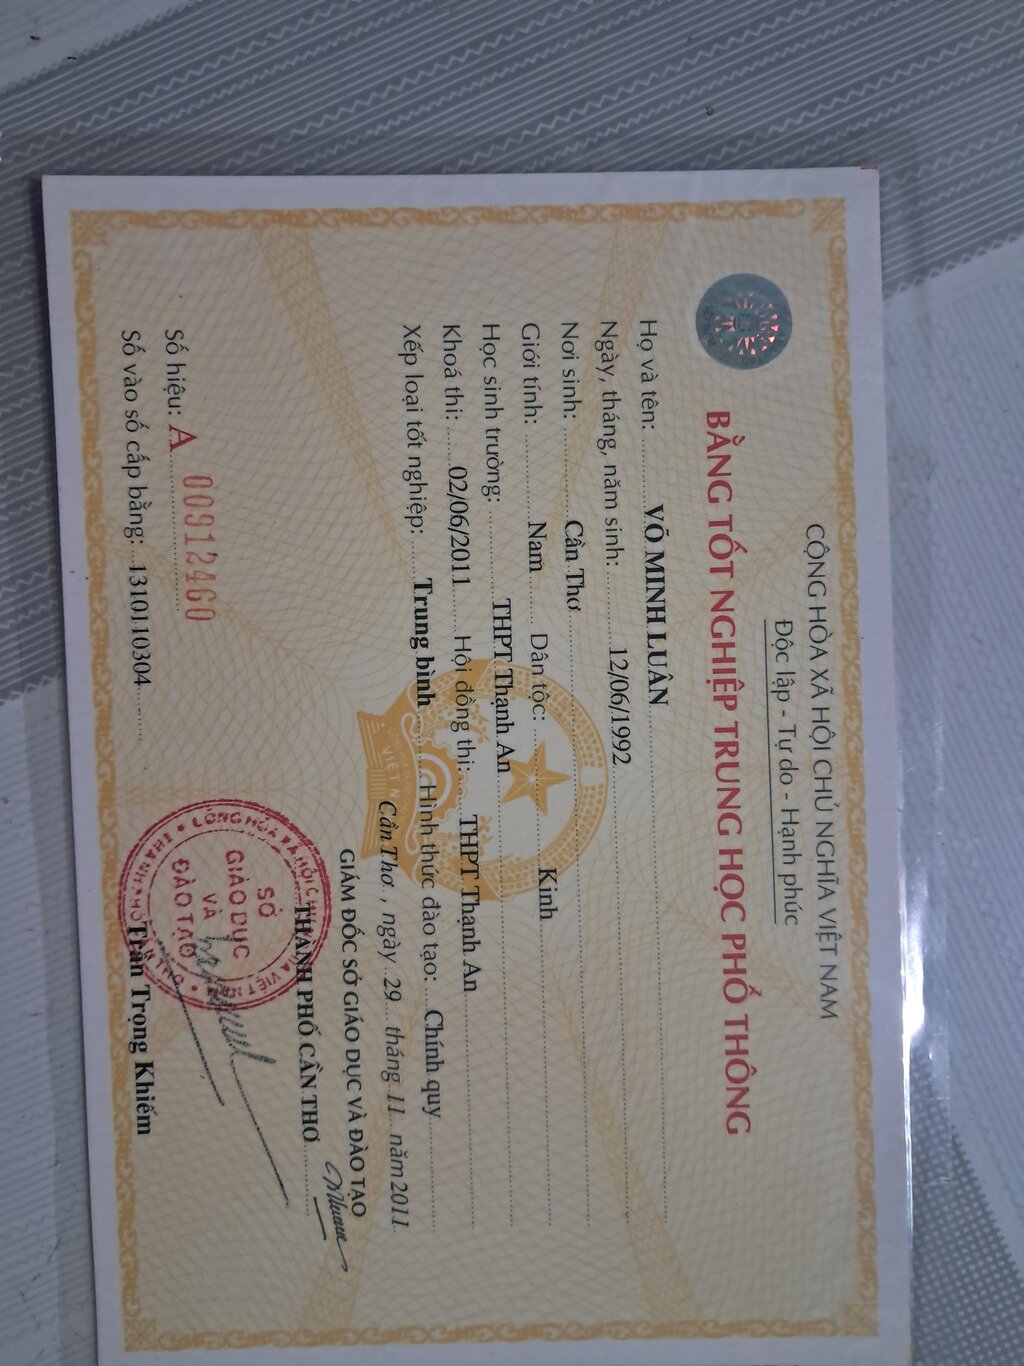 CỘNG HÒA XÃ HỘI CHỦ NGHĨA VIỆT NAM
Độc lập - Tự do - Hạnh phúc
BẰNG TỐT NGHIỆP TRUNG HỌC PHỔ THÔNG
Họ và tên: VÕ MINH LUÂN
Ngày, tháng, năm sinh: 12/06/1992
Nơi sinh: Cần Thơ
Giới tính: Nam Dân tộc: Kinh
Học sinh trường: THPT Thạnh An
Khoá thi: 02/06/2011 Hội đồng thi: THPT Thạnh An
Xếp loại tốt nghiệp: Trung bình Hình thức đào tạo: Chính quy
Cần Thơ, ngày 29 tháng 11 năm 2011
GIÁM ĐỐC SỞ GIÁO DỤC VÀ ĐÀO TẠO
THÀNH PHỐ CẦN THƠ
SỞ
GIÁO DỤC
VÀ
ĐÀO TẠO
Số hiệu: A 00912460
Số vào sổ cấp bằng: 1310110304
Trần Trọng Khiếm